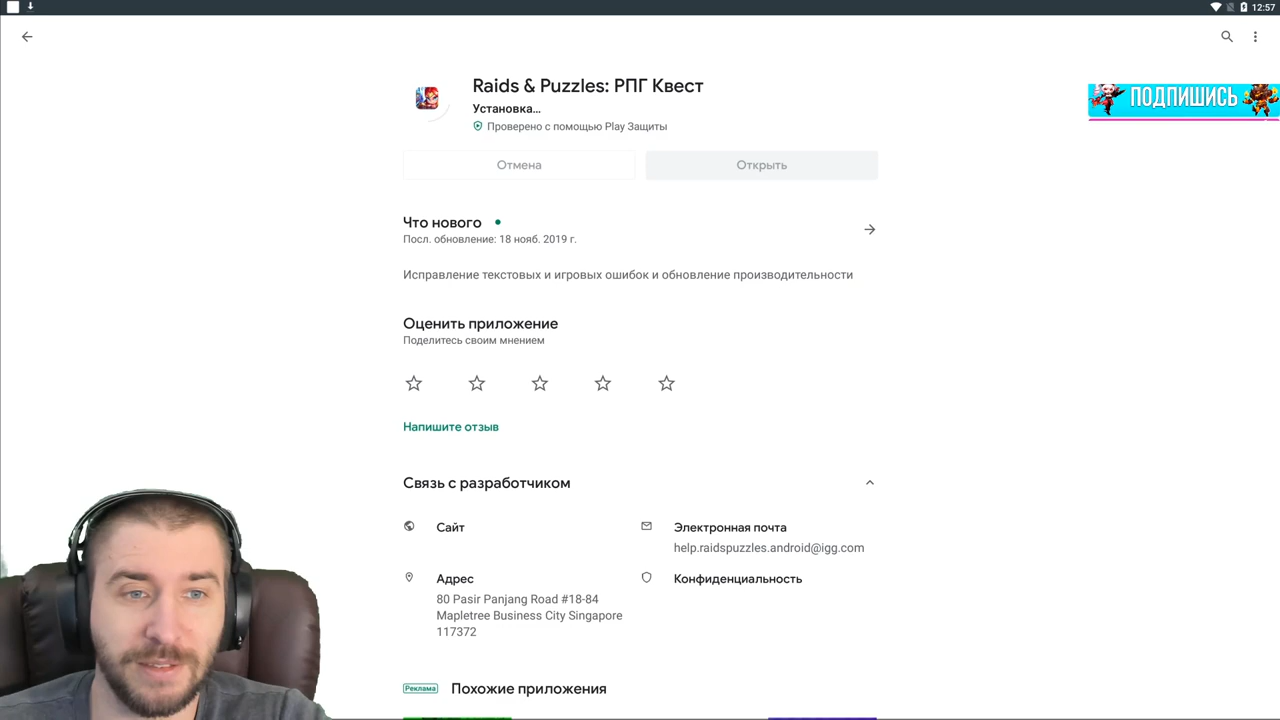 12:57
Raids & Puzzles: РПГ Квест
Установка...
Проверено с помощью Play Защиты
ПОДПИШИСЬ
Отмена
Открыть
Что нового
Посл. обновление: 18 нояб. 2019 г.
Исправление текстовых и игровых ошибок и обновление производительности
Оценить приложение
Поделитесь своим мнением
Напишите отзыв
Связь с разработчиком
Сайт
Электронная почта
help.raidspuzzles.android@igg.com
Адрес
Конфиденциальность
80 Pasir Panjang Road #18-84
Mapletree Business City Singapore
117372
Реклама
Похожие приложения